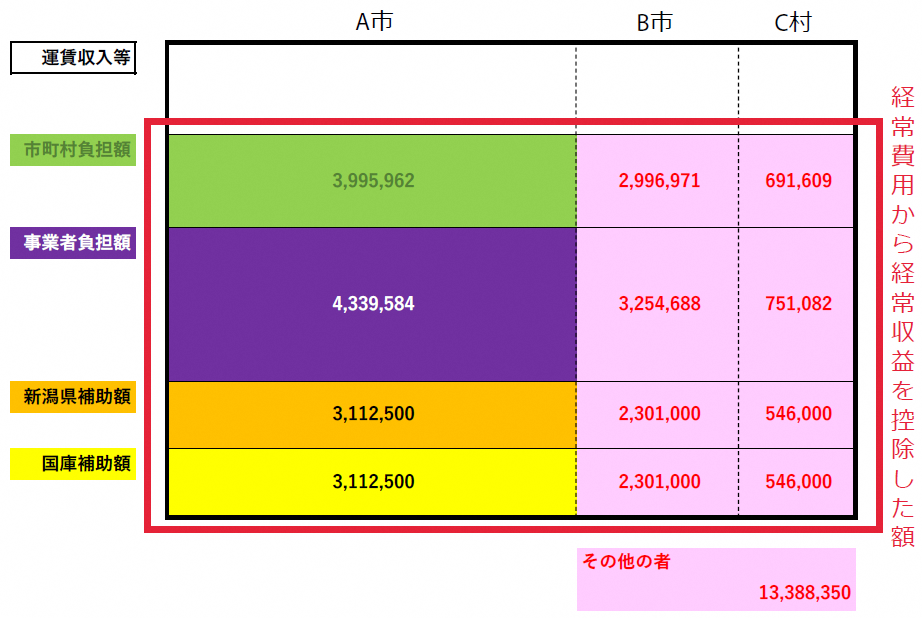 A市 B市 C村
運賃収入等
市町村負担額 3,995,962 2,996,971 691,609
事業者負担額 4,339,584 3,254,688 751,082
新潟県補助額 3,112,500 2,301,000 546,000
国庫補助額 3,112,500 2,301,000 546,000
経常費用から経常収益を控除した額
その他の者
13,388,350